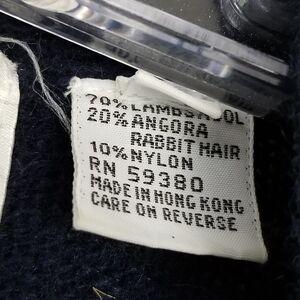 70% LAMBSWOOL
20% ANGORA
RABBIT HAIR
10% NYLON
RN 59380
MADE IN HONG KONG
CARE ON REVERSE